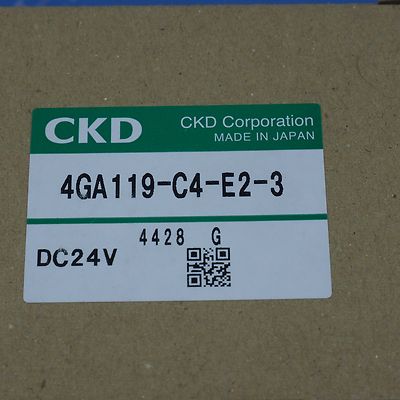 CKD
CKD Corporation
MADE IN JAPAN
4GA119-C4-E2-3
4428 G
DC24V